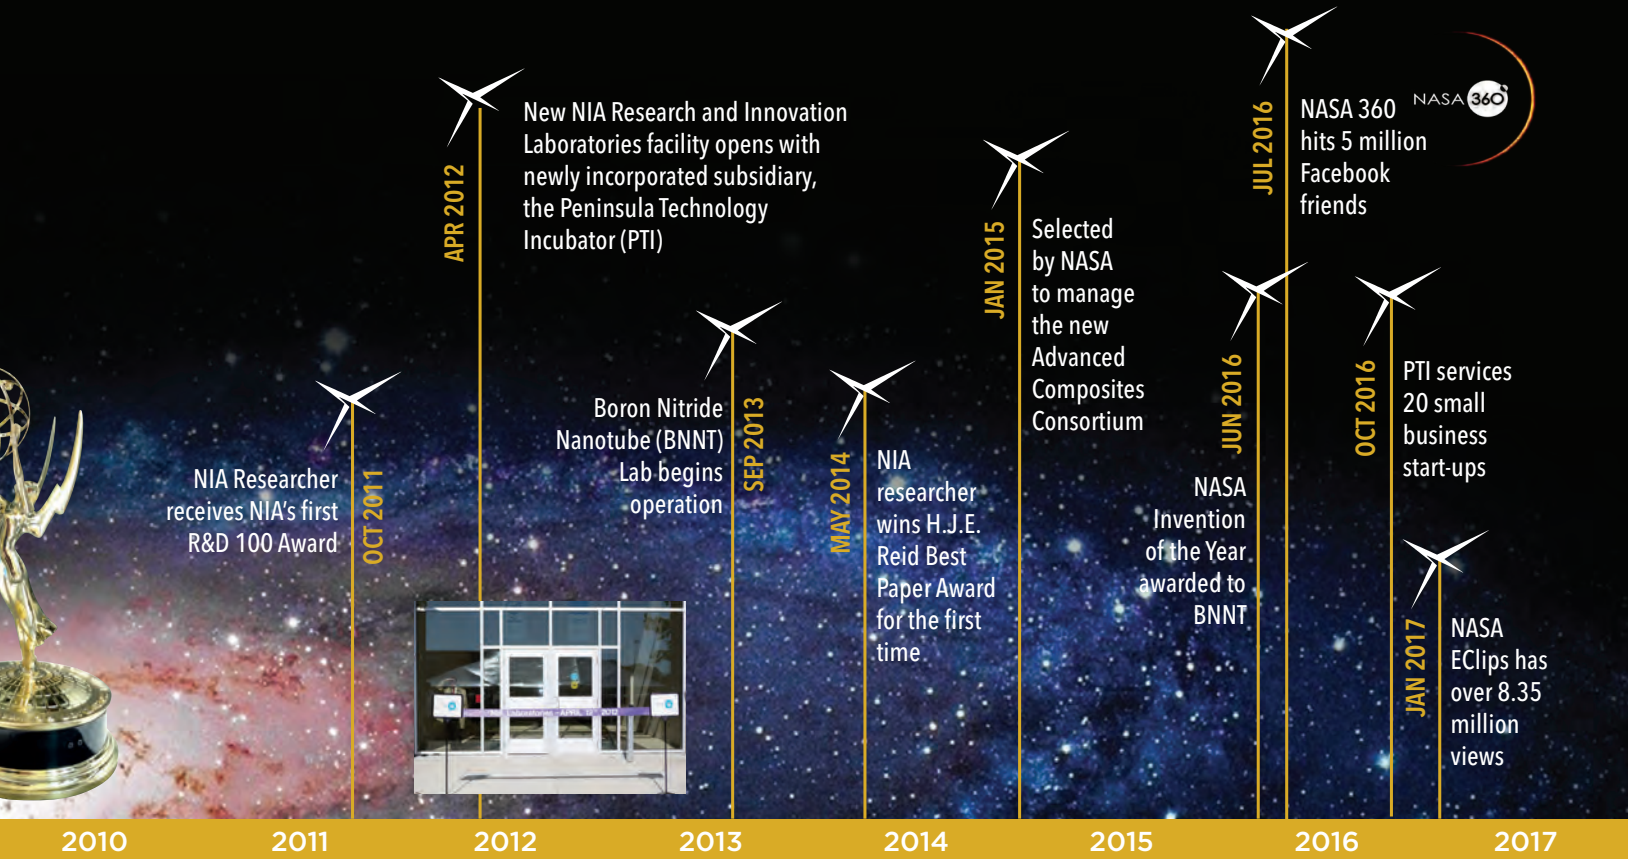 OCT 2011
NIA Researcher
receives NIA's first
R&D 100 Award
APR 2012
New NIA Research and Innovation
Laboratories facility opens with
newly incorporated subsidiary,
the Peninsula Technology
Incubator (PTI)
Laboratories - APRIL 2012
SEP 2013
Boron Nitride
Nanotube (BNNT)
Lab begins
operation
MAY 2014
NIA
researcher
wins H.J.E.
Reid Best
Paper Award
for the first
time
JAN 2015
Selected
by NASA
to manage
the new
Advanced
Composites
Consortium
JUN 2016
NASA
Invention
of the Year
awarded to
BNNT
JUL 2016
NASA 360
hits 5 million
Facebook
friends
NASA 360
OCT 2016
PTI services
20 small
business
start-ups
JAN 2017
NASA
EClips has
over 8.35
million
views
2010 2011 2012 2013 2014 2015 2016 2017